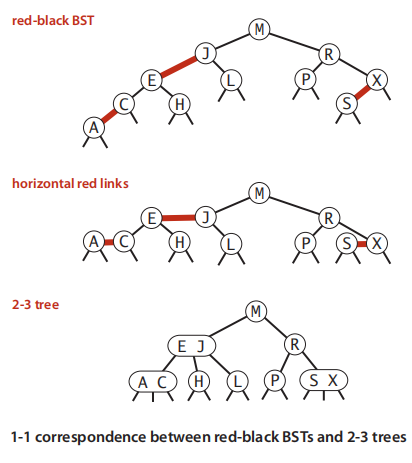 red-black BST
M
J R
E L P X
C H S
A
horizontal red links
M
E J R
A C H L P S X
2-3 tree
M
E J R
A C H L P S X
1-1 correspondence between red-black BSTs and 2-3 trees